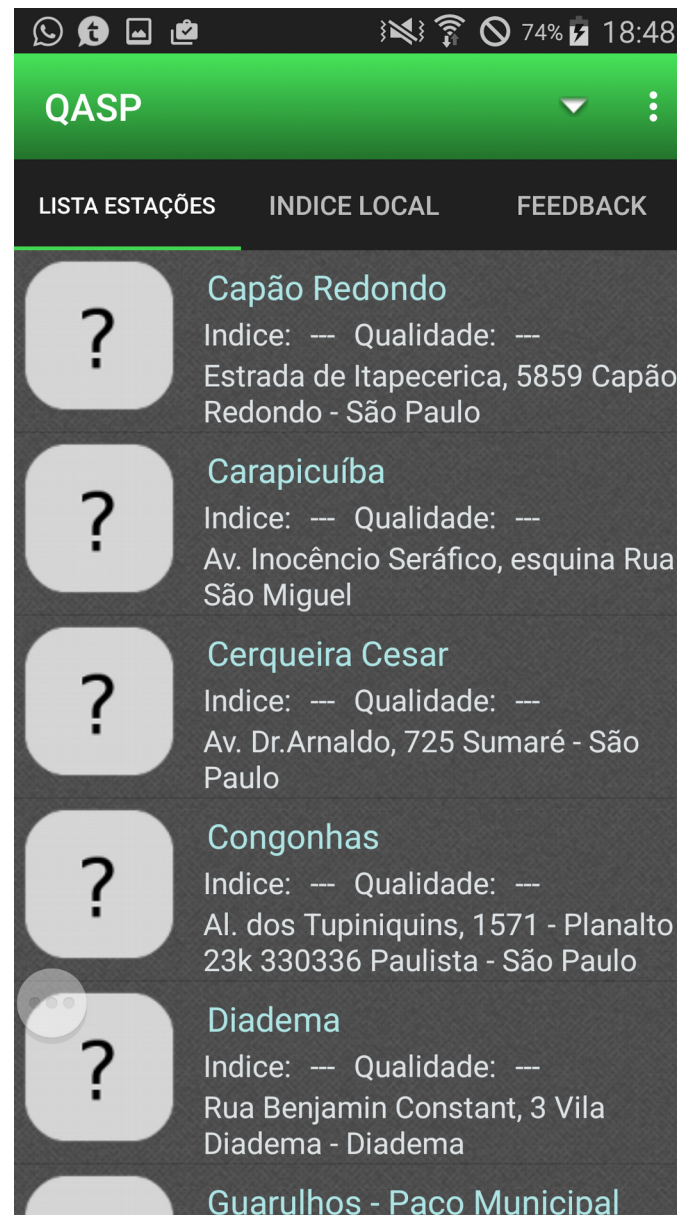 74% 18:48
QASP
LISTA ESTAÇÕES INDICE LOCAL FEEDBACK
?
Capão Redondo
Indice: --- Qualidade: ---
Estrada de Itapecerica, 5859 Capão
Redondo - São Paulo
?
Carapicuíba
Indice: --- Qualidade: ---
Av. Inocêncio Seráfico, esquina Rua
São Miguel
?
Cerqueira Cesar
Indice: --- Qualidade: ---
Av. Dr.Arnaldo, 725 Sumaré - São
Paulo
?
Congonhas
Indice: --- Qualidade: ---
Al. dos Tupiniquins, 1571 - Planalto
23k 330336 Paulista - São Paulo
?
Diadema
Indice: --- Qualidade: ---
Rua Benjamin Constant, 3 Vila
Diadema - Diadema
Guarulhos - Paço Municipal